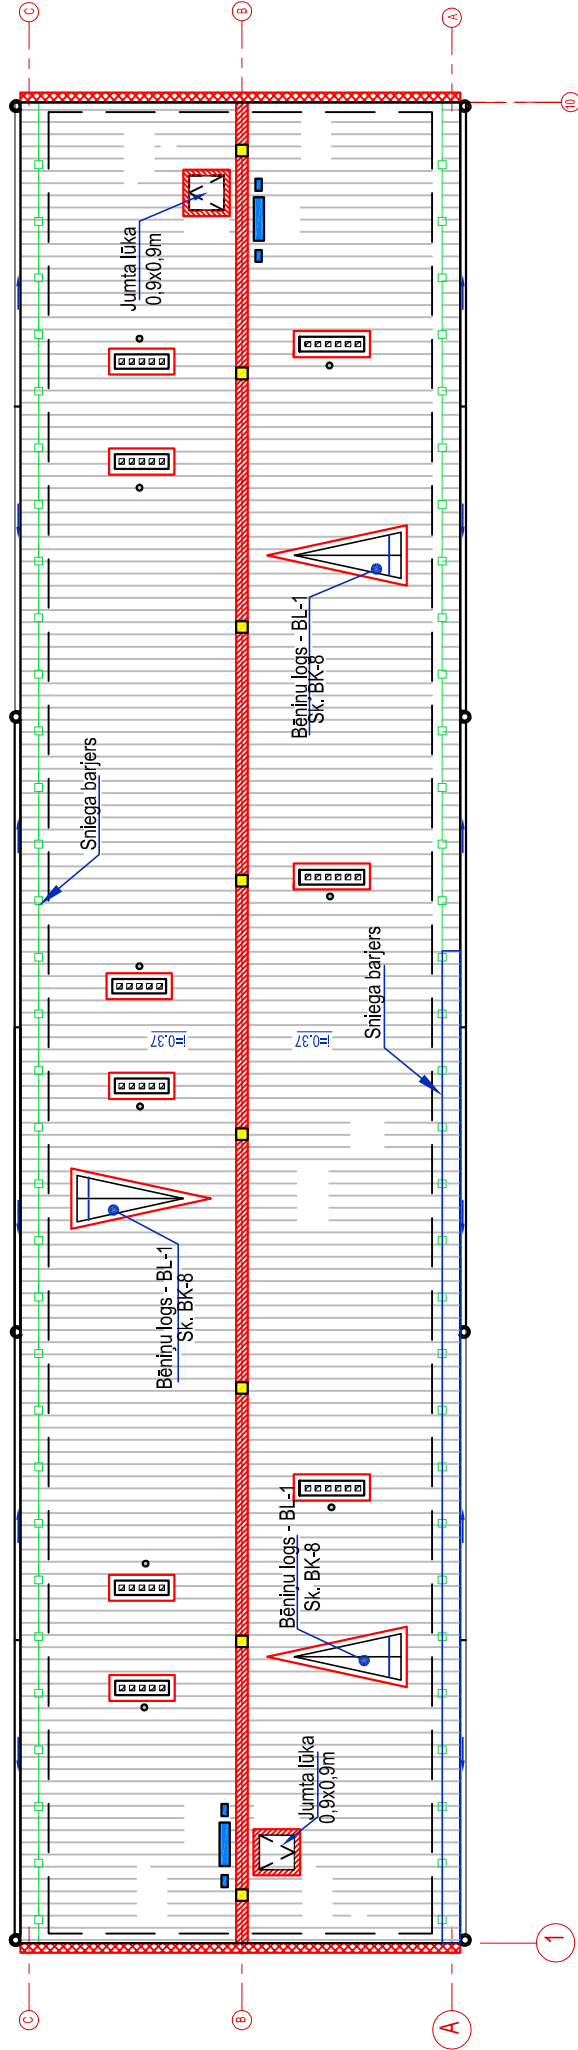 C
B
A
10
Jumta lūka
0,9x0,9m
Bēniņu logs - BL-1
Sk. BK-8
Sniega barjers
Sniega barjers
i=0.37
i=0.37
Bēniņu logs - BL-1
Sk. BK-8
Bēniņu logs - BL-1
Sk. BK-8
Jumta lūka
0,9x0,9m
1
C
B
A